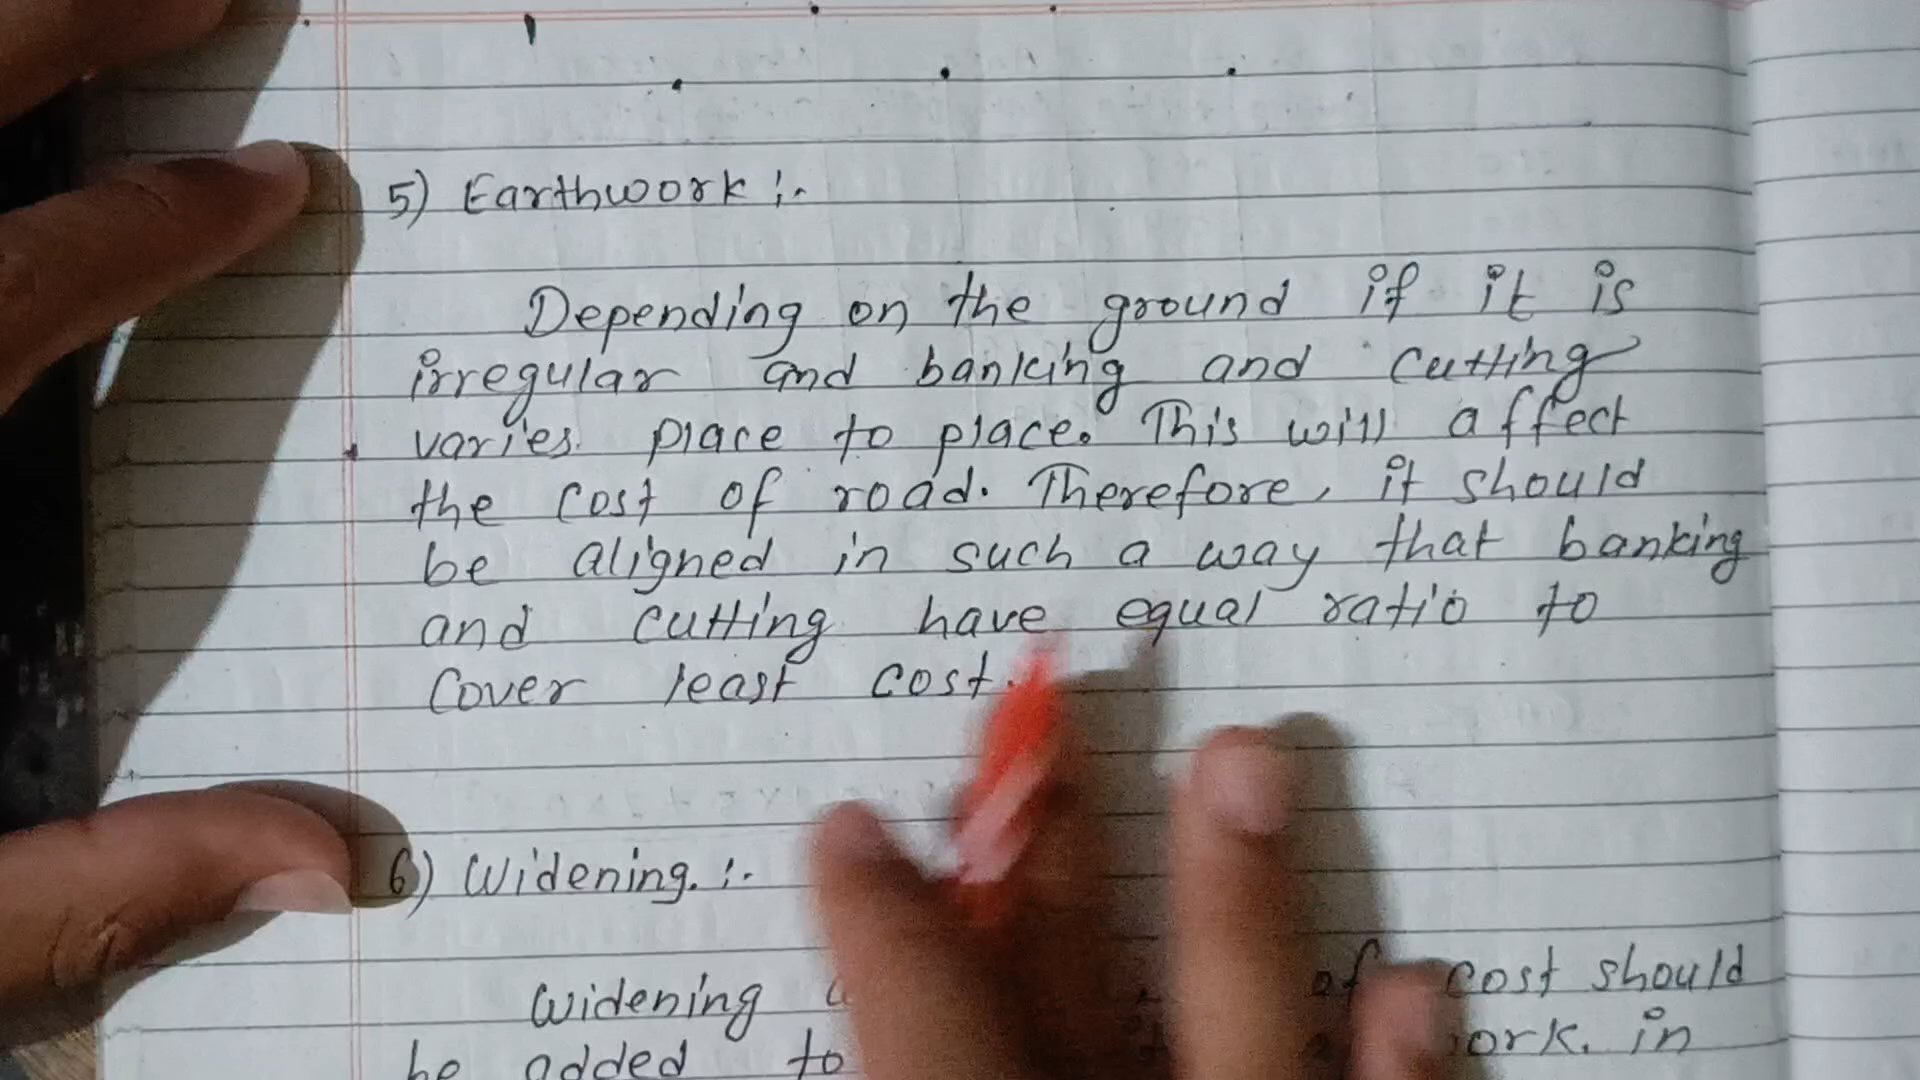 5) Earthwork :-
Depending on the ground if it is
irregular and banking and cutting
varies. place to place. This will affect
the cost of road. Therefore, it should
be aligned in such a way that banking
and cutting have equal ratio to
cover least cost.
6) Widening. :-
Widening of cost should
be added to in